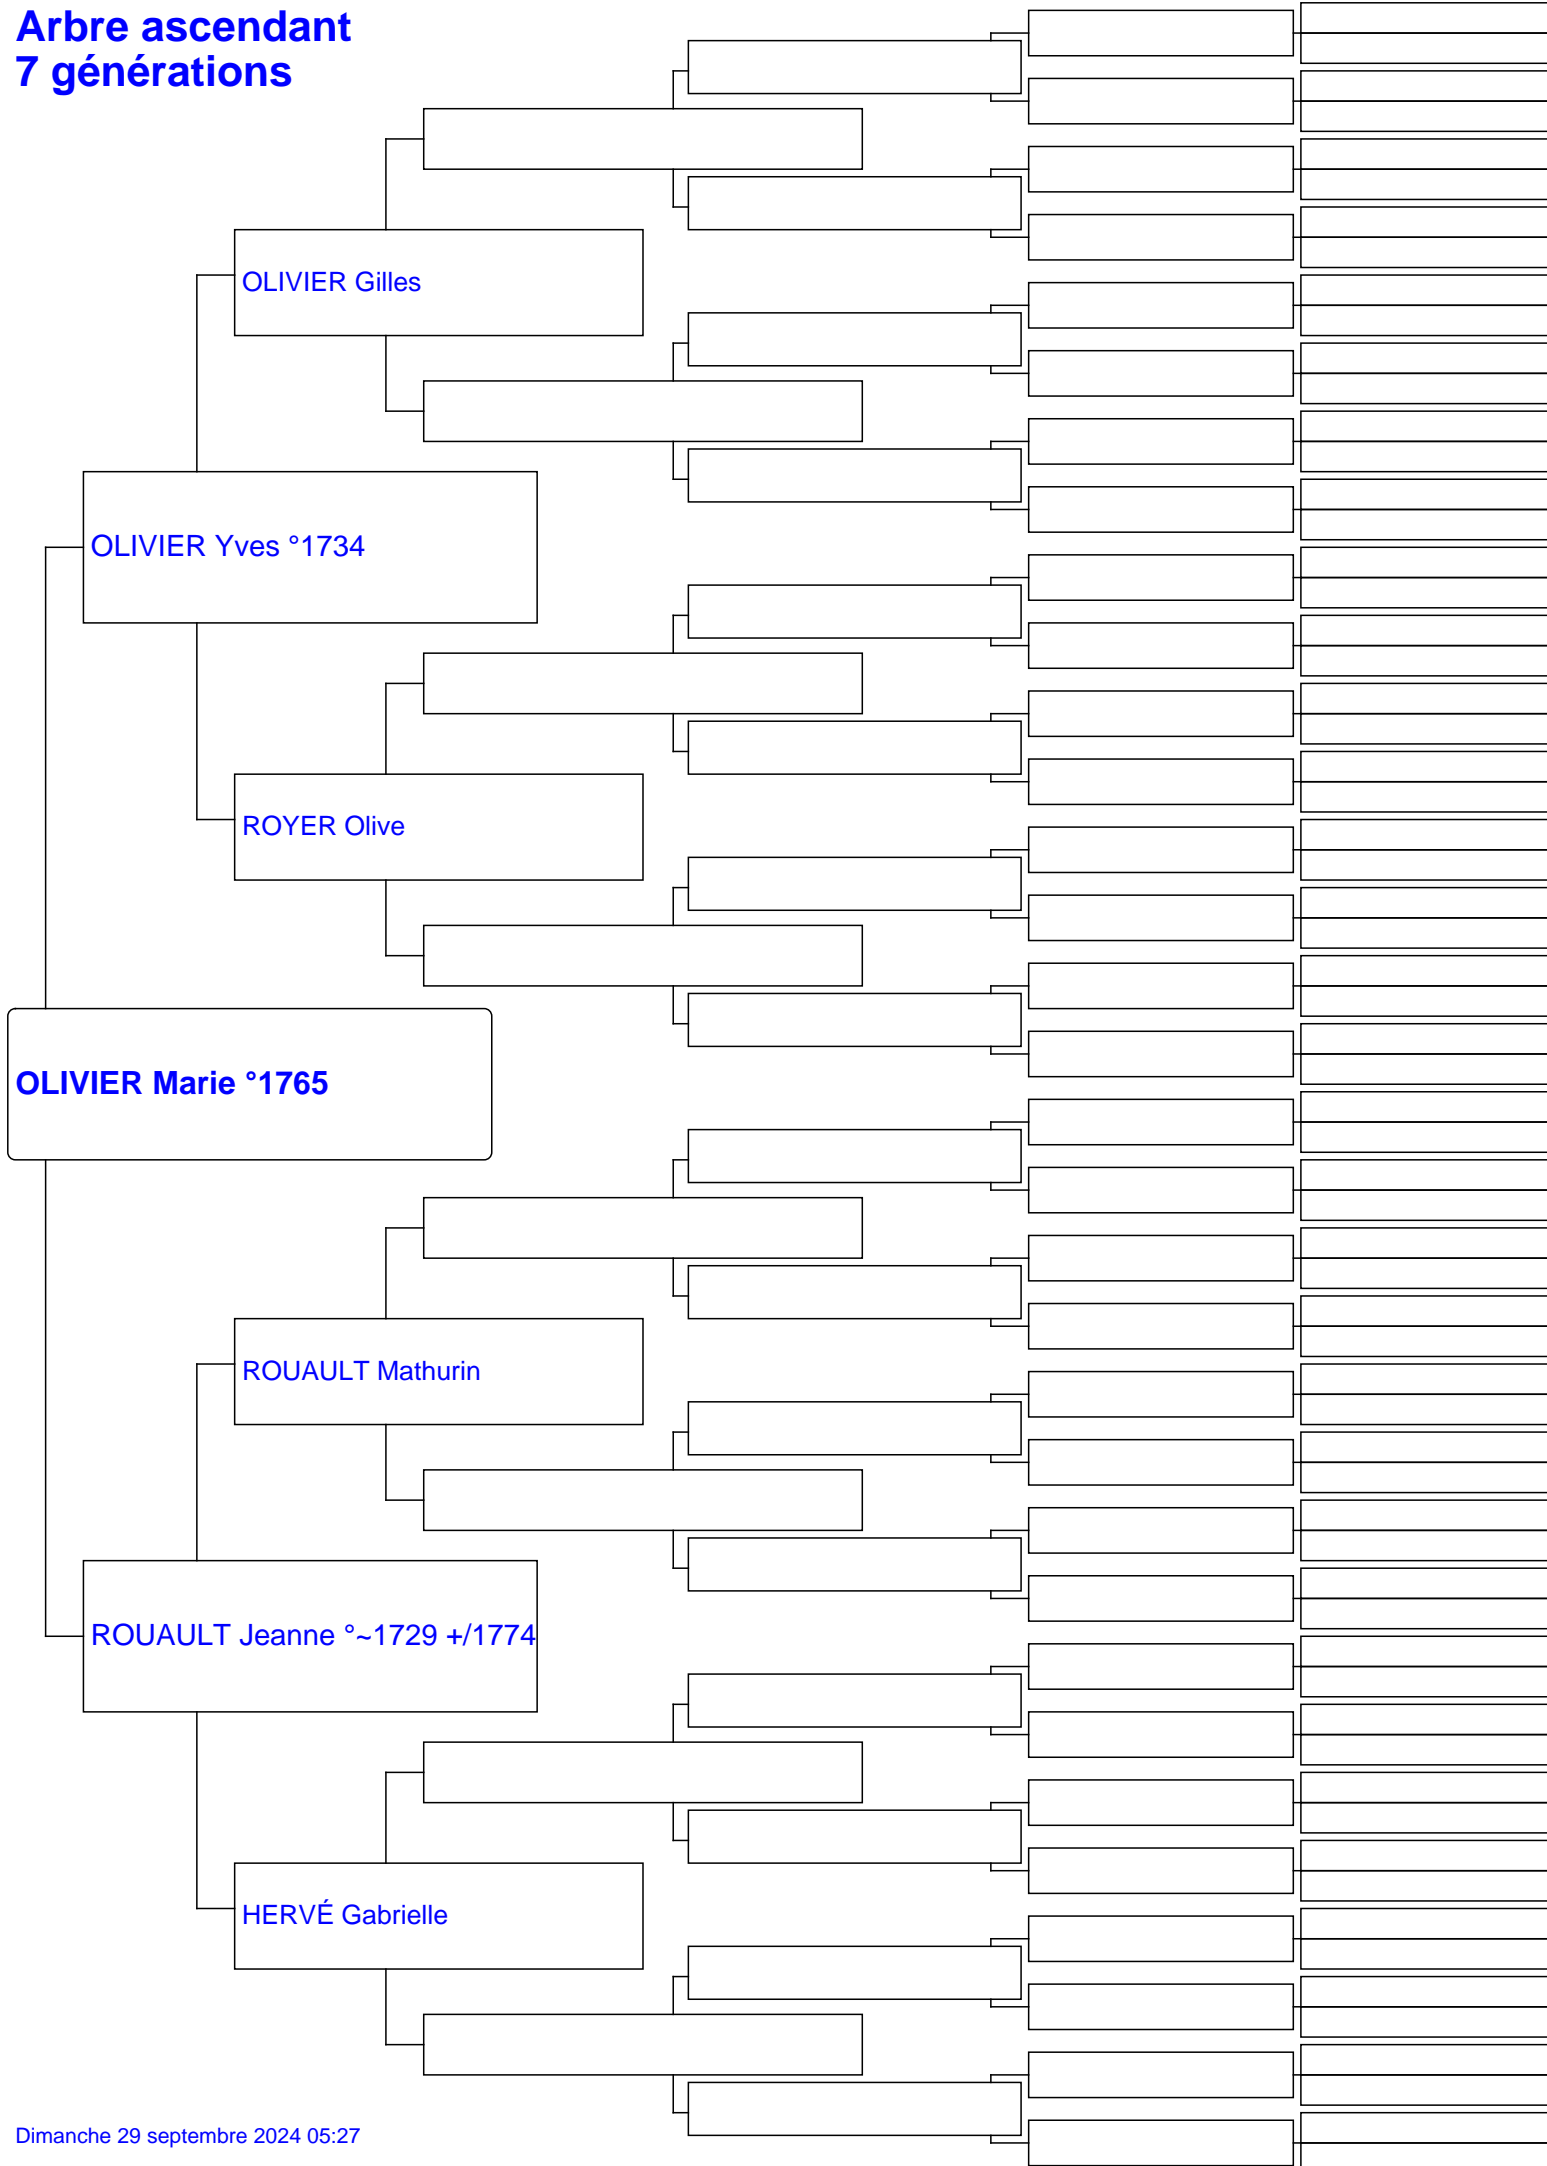 Arbre ascendant
7 générations
OLIVIER Gilles
OLIVIER Yves °1734
ROYER Olive
OLIVIER Marie °1765
ROUAULT Mathurin
ROUAULT Jeanne °~1729 +/1774
HERVÉ Gabrielle
Dimanche 29 septembre 2024 05:27